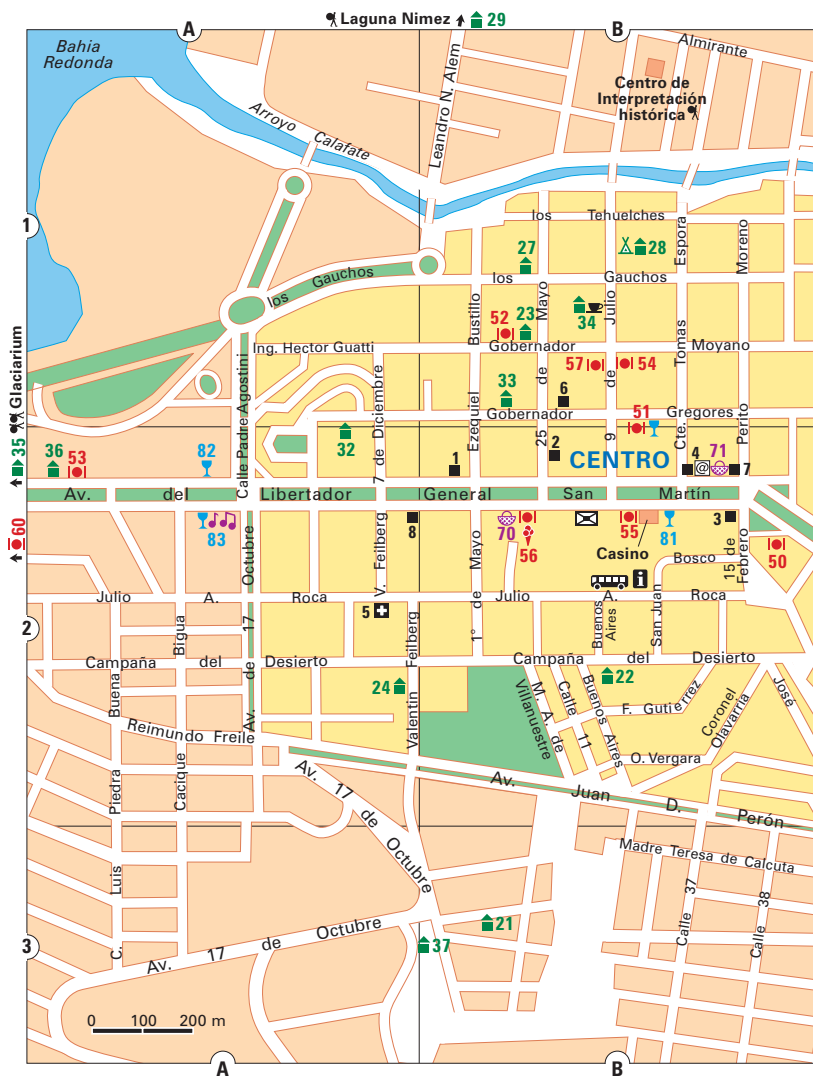 Laguna Nimez 29
A
B
Bahia
Redonda
Almirante
Centro de
Interpretación
histórica
Arroyo Calafate
Leandro N. Alem
1
los Tehuelches
27
28
Espora
Moreno
los Gauchos
los Gauchos
Bustillo
52
23
Mayo
34
Julio
Ing. Hector Guatti
Gobernador Moyano
57
54
Tomas
Glaciarium
Calle Padre Agostini
7 de Diciembre
33
de
6
de
51
Gobernador Gregores
Ezequiel
25
9
Cte.
Perito
35
36
53
82
32
1
2
CENTRO
4
@
71
7
Av. del Libertador General San Martín
60
83
8
70
56
55
Casino
81
3
50
Octubre
V. Feilberg
Mayo
Bosco
15 de
Febrero
i
Julio A. Roca
Julio A. Roca
2
5
Bigua
17
1° de
Buenos
Aires
San Juan
Campaña del Desierto
Campaña del Desierto
Buena
Av. de
24
Valentin Feilberg
22
M. A. de
Villanuestre
Calle 11
Buenos Aires
F. Gutierrez
Coronel
Olavarría
José
Reimundo Freile
O. Vergara
Av. Juan D. Perón
Piedra
Cacique
Av. 17 de Octubre
Madre Teresa de Calcuta
Luis
C.
Calle 37
Calle 38
3
21
37
Av. 17 de Octubre
0 100 200 m
A
B